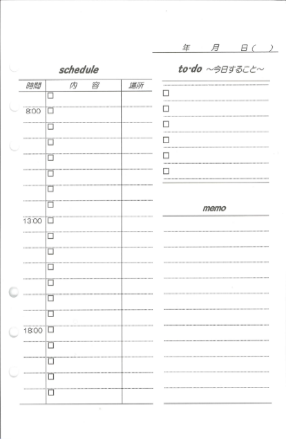 年 月 日( )
schedule
時間 内 容 場所
8:00
13:00
18:00
to・do ～今日すること～
memo